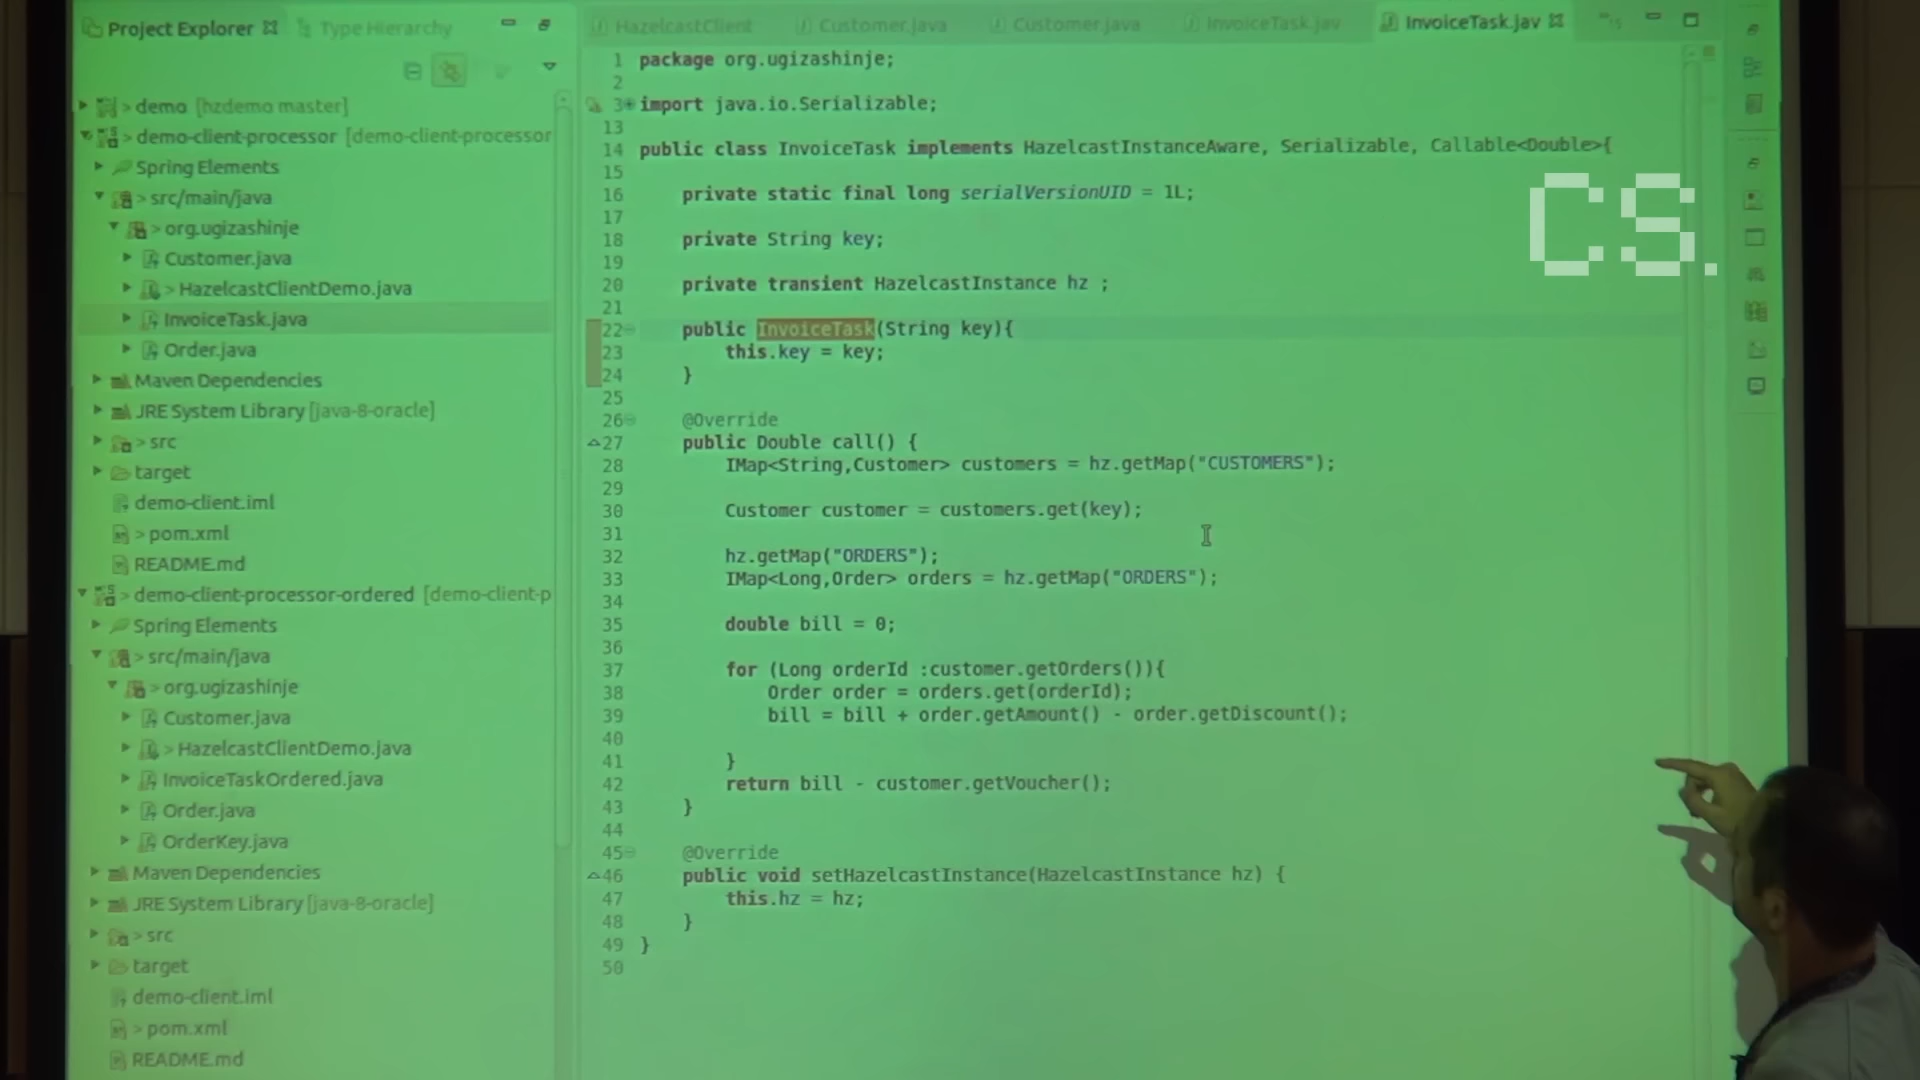 Project Explorer
Type Hierarchy
> demo [hzdemo master]
> demo-client-processor [demo-client-processor
Spring Elements
> src/main/java
> org.ugizashinje
Customer.java
> HazelcastClientDemo.java
InvoiceTask.java
Order.java
Maven Dependencies
JRE System Library [java-8-oracle]
> src
target
demo-client.iml
> pom.xml
README.md
> demo-client-processor-ordered [demo-client-p
Spring Elements
> src/main/java
> org.ugizashinje
Customer.java
> HazelcastClientDemo.java
InvoiceTaskOrdered.java
Order.java
OrderKey.java
Maven Dependencies
JRE System Library [java-8-oracle]
> src
target
demo-client.iml
> pom.xml
README.md
HazelcastClient
Customer.java
Customer.java
InvoiceTask.jav
InvoiceTask.jav
1 package org.ugizashinje;
2
3 import java.io.Serializable;
13
14 public class InvoiceTask implements HazelcastInstanceAware, Serializable, Callable<Double>{
15
16 private static final long serialVersionUID = 1L;
17
18 private String key;
19
20 private transient HazelcastInstance hz ;
21
22 public InvoiceTask(String key){
23 this.key = key;
24 }
25
26 @Override
27 public Double call() {
28 IMap<String,Customer> customers = hz.getMap("CUSTOMERS");
29
30 Customer customer = customers.get(key);
31
32 hz.getMap("ORDERS");
33 IMap<Long,Order> orders = hz.getMap("ORDERS");
34
35 double bill = 0;
36
37 for (Long orderId :customer.getOrders()){
38 Order order = orders.get(orderId);
39 bill = bill + order.getAmount() - order.getDiscount();
40
41 }
42 return bill - customer.getVoucher();
43 }
44
45 @Override
46 public void setHazelcastInstance(HazelcastInstance hz) {
47 this.hz = hz;
48 }
49 }
50
CS.